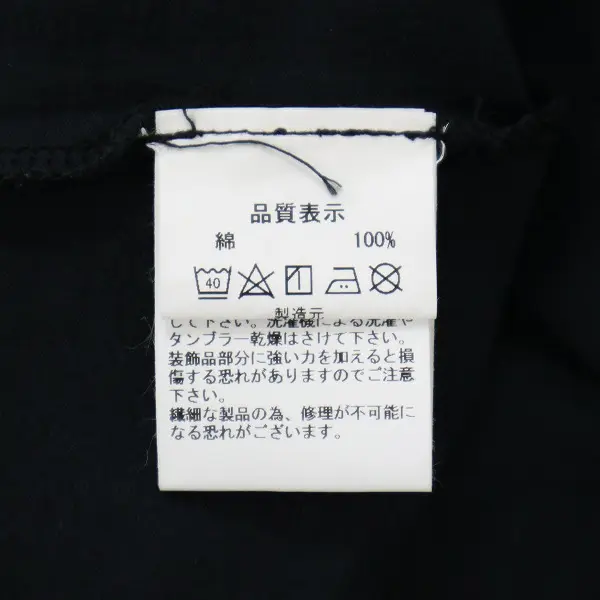 品質表示
綿 100%
40
製造元
して下さい。洗濯機による洗濯や
タンブラー乾燥はさけて下さい。
装飾品部分に強い力を加えると損
傷する恐れがありますのでご注意
下さい。
繊細な製品の為、修理が不可能に
なる恐れがございます。